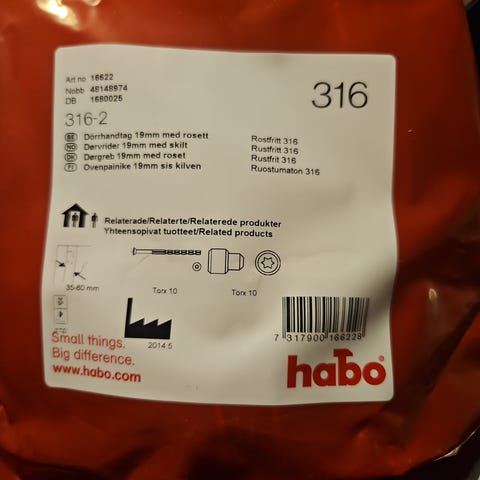 Art no 16622
Nobb 48148974
DB 1680025
316
316-2
SE Dörrhandtag 19mm med rosett Rostfritt 316
NO Dørvrider 19mm med skilt Rustfritt 316
DK Dørgreb 19mm med roset Rustfrit 316
FI Ovenpainike 19mm sis kilven Ruostumaton 316
Relaterade/Relaterte/Relaterede produkter
Yhteensopivat tuotteet/Related products
35-60 mm
Torx 10
Torx 10
2014 5
7 317900 166228
Small things.
Big difference.
www.habo.com
habo